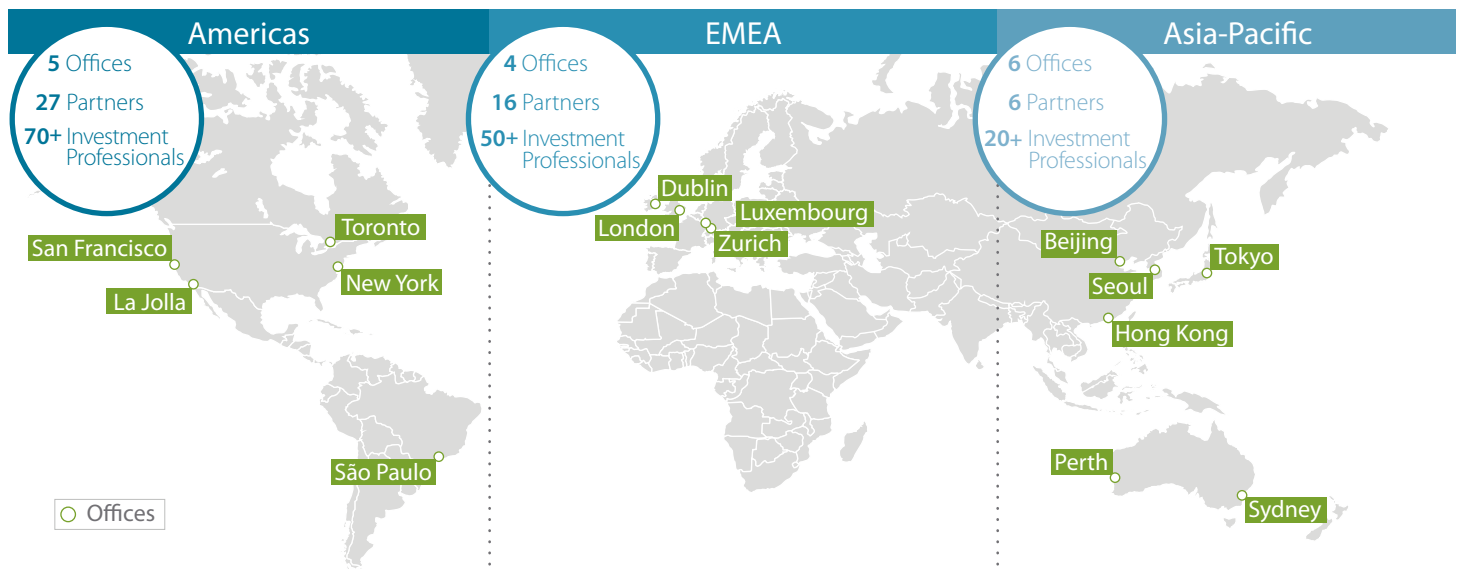 Americas
5 Offices
27 Partners
70+ Investment
Professionals
San Francisco
La Jolla
Toronto
New York
São Paulo
Offices
EMEA
4 Offices
16 Partners
50+ Investment
Professionals
Dublin
London
Luxembourg
Zurich
Asia-Pacific
6 Offices
6 Partners
20+ Investment
Professionals
Beijing
Seoul
Tokyo
Hong Kong
Perth
Sydney